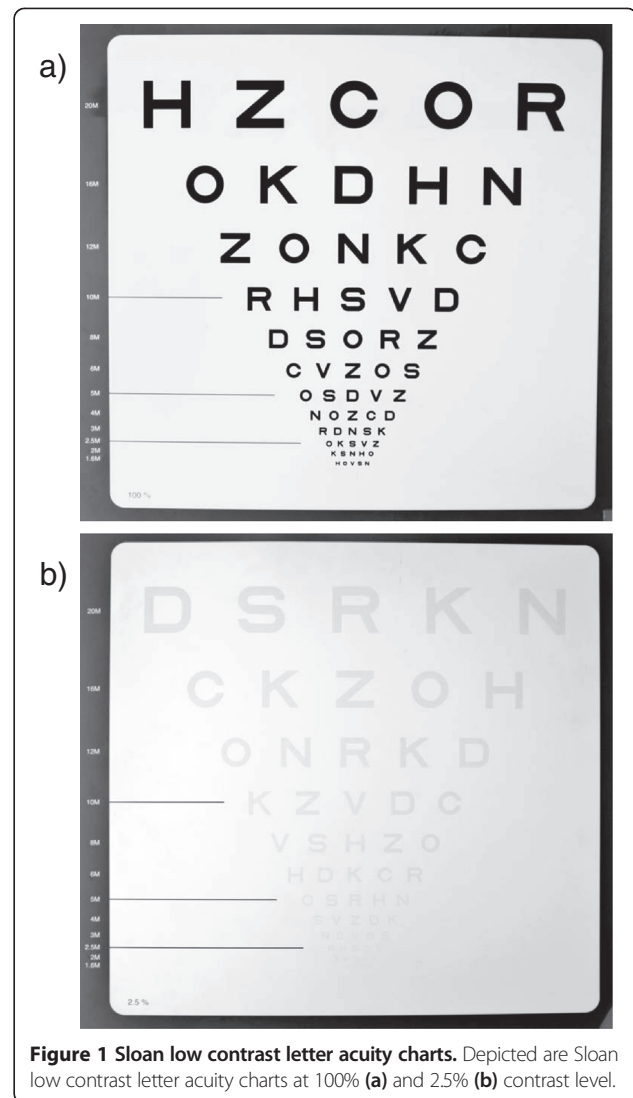 a)
20M H Z C O R
16M O K D H N
12M Z O N K C
10M R H S V D
8M D S O R Z
6M C V Z O S
5M O S D V Z
4M N O Z C D
3M R D N S K
2.5M O K S V Z
2M K S N H O
1.6M H O V S N
100 %
b)
20M D S R K N
16M C K Z O H
12M O N R K D
10M K Z V D C
8M V S H Z O
6M H D K C R
5M C S R H N
4M S V Z D K
3M
2.5M
2M
1.6M
2.5 %
Figure 1 Sloan low contrast letter acuity charts. Depicted are Sloan
low contrast letter acuity charts at 100% (a) and 2.5% (b) contrast level.